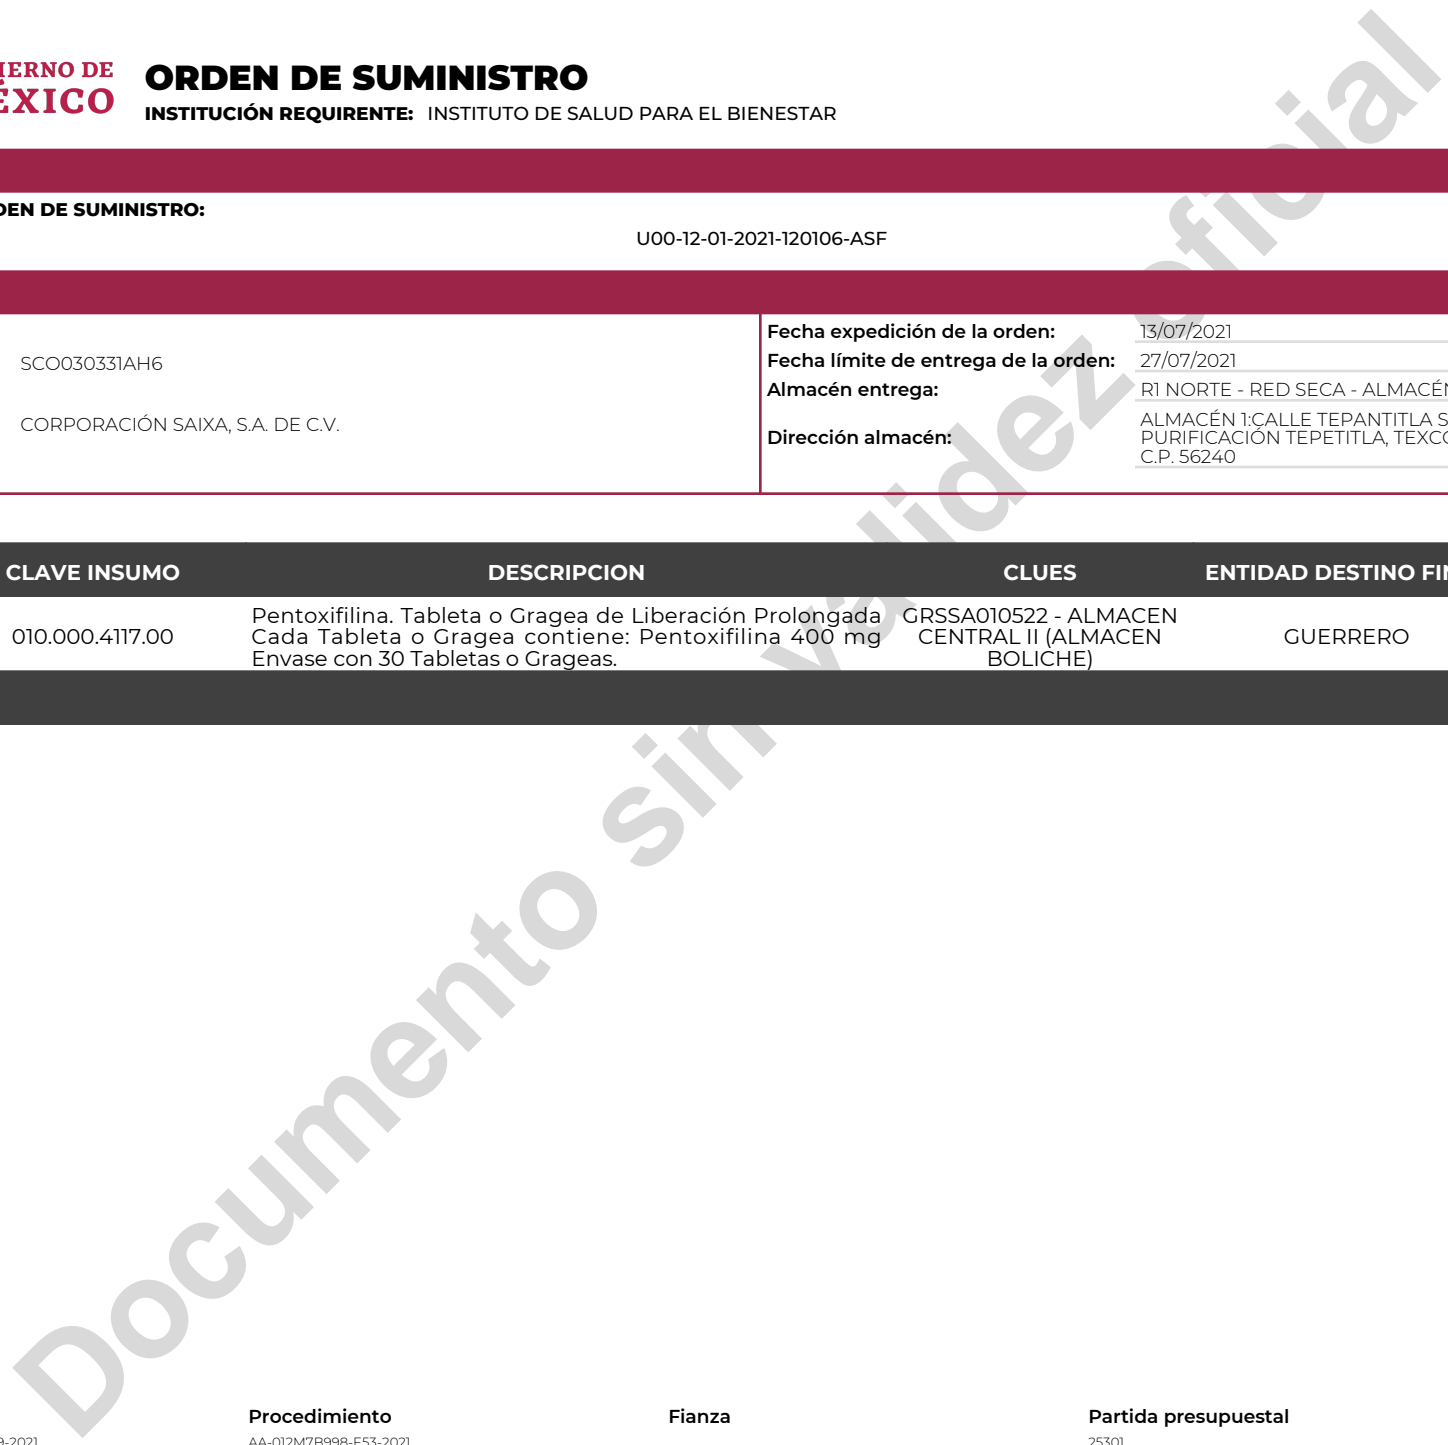 ORDEN DE SUMINISTRO
DE
INSTITUCIÓN REQUIRENTE: INSTITUTO DE SALUD PARA EL BIENESTAR
DE SUMINISTRO:
U00-12-01-2021-120106-ASF
SCO030331AH6
CORPORACIÓN SAIXA, S.A. DE C.V.
Fecha expedición de la orden: 13/07/2021
Fecha límite de entrega de la orden: 27/07/2021
Almacén entrega: R1 NORTE - RED SECA - ALMACÉN
Dirección almacén: ALMACÉN 1:CALLE TEPANTITLA
PURIFICACIÓN TEPETITLA,
C.P. 56240
CLAVE INSUMO DESCRIPCION CLUES ENTIDAD DESTINO
010.000.4117.00
Pentoxifilina. Tableta o Gragea de Liberación Prolongada
Cada Tableta o Gragea contiene: Pentoxifilina 400 mg
Envase con 30 Tabletas o Grageas.
GRSSA010522 - ALMACEN
CENTRAL II (ALMACEN
BOLICHE)
GUERRERO
Documento sin validez oficial
Procedimiento Fianza Partida presupuestal
AA-012M7B998-E53-2021 25301